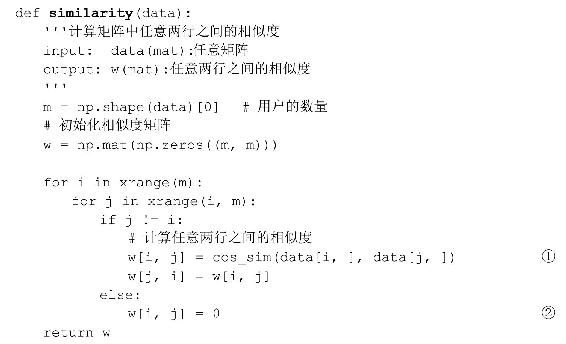 def similarity(data):
    '''计算矩阵中任意两行之间的相似度
    input:  data(mat):任意矩阵
    output: w(mat):任意两行之间的相似度
    '''
    m = np.shape(data)[0]   # 用户的数量
    # 初始化相似度矩阵
    w = np.mat(np.zeros((m, m)))

    for i in xrange(m):
        for j in xrange(i, m):
            if j != i:
                # 计算任意两行之间的相似度
                w[i, j] = cos_sim(data[i, ], data[j, ])    ①
                w[j, i] = w[i, j]
            else:
                w[i, j] = 0    ②
    return w